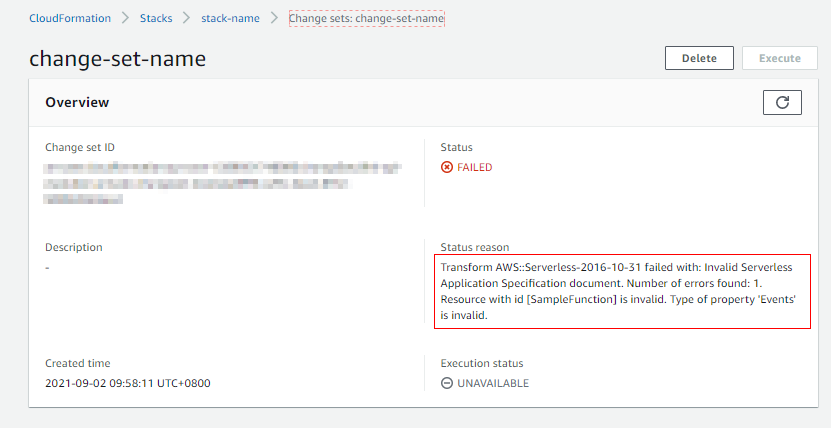 CloudFormation > Stacks > stack-name > Change sets: change-set-name
change-set-name
Delete
Execute
Overview
Change set ID
Status
FAILED
Description
-
Status reason
Transform AWS::Serverless-2016-10-31 failed with: Invalid Serverless
Application Specification document. Number of errors found: 1.
Resource with id [SampleFunction] is invalid. Type of property 'Events'
is invalid.
Created time
2021-09-02 09:58:11 UTC+0800
Execution status
UNAVAILABLE